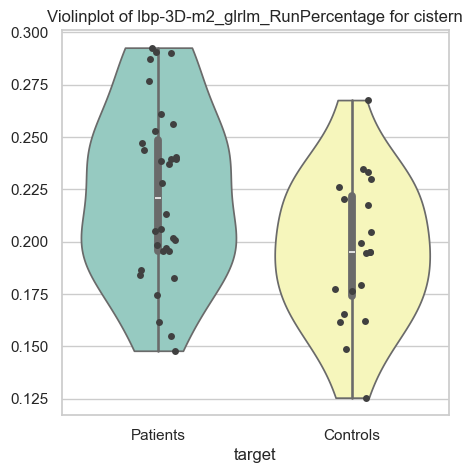 Violinplot of lbp-3D-m2_glrlm_RunPercentage for cistern
0.300
0.275
0.250
0.225
0.200
0.175
0.150
0.125
Patients Controls
target